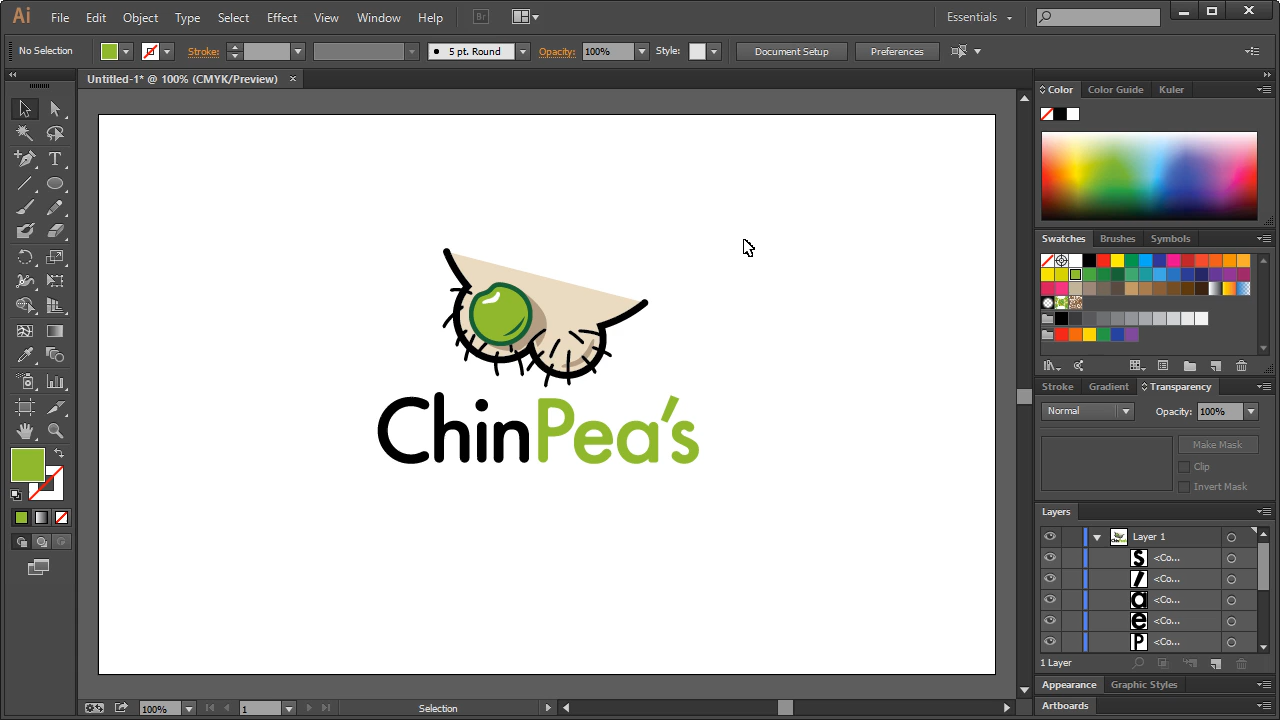 Ai File Edit Object Type Select Effect View Window Help Br Essentials
No Selection Stroke: 5 pt. Round Opacity: 100% Style: Document Setup Preferences
Untitled-1* @ 100% (CMYK/Preview) ×
Color Color Guide Kuler
Swatches Brushes Symbols
Stroke Gradient Transparency
Normal Opacity: 100%
Make Mask
Clip
Invert Mask
ChinPea's
Layers
Layer 1
<Co...
<Co...
<Co...
<Co...
<Co...
1 Layer
Appearance Graphic Styles
Artboards
100% 1 Selection